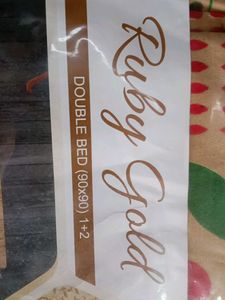 Ruby Gold
DOUBLE BED (90x90) 1+2